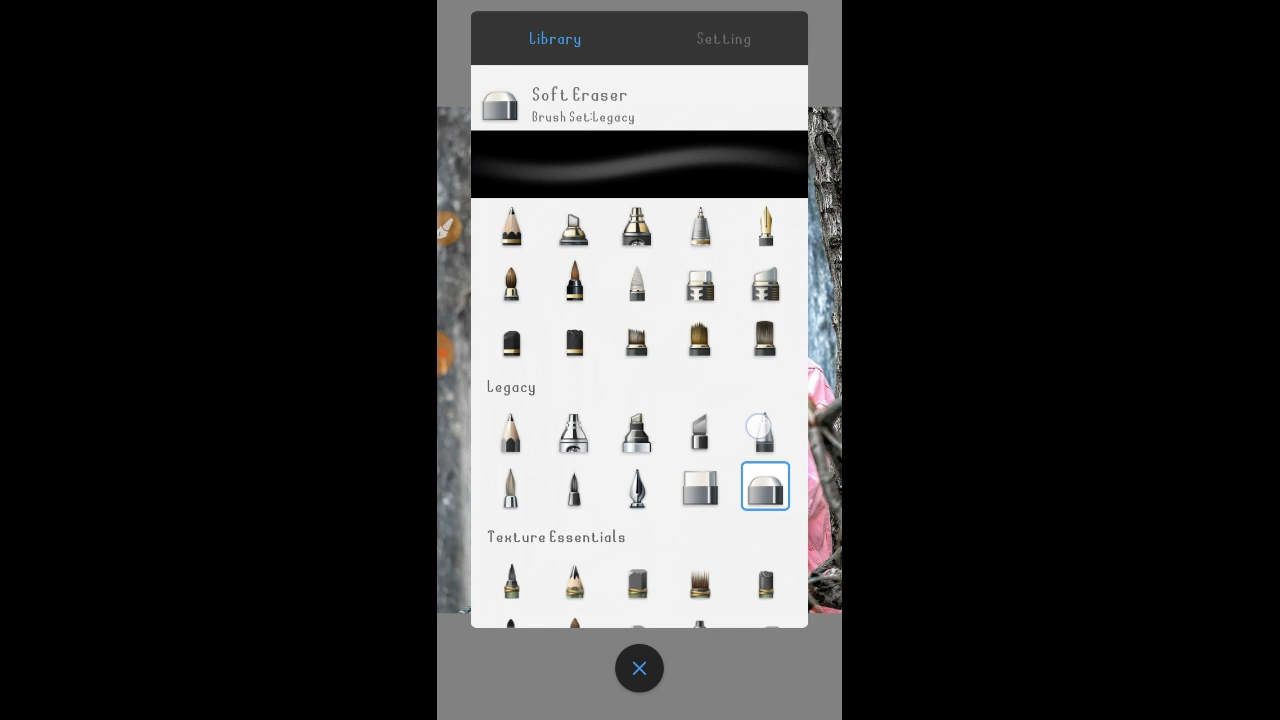 Library
Setting
Soft Eraser
Brush Set:Legacy
Legacy
Texture Essentials